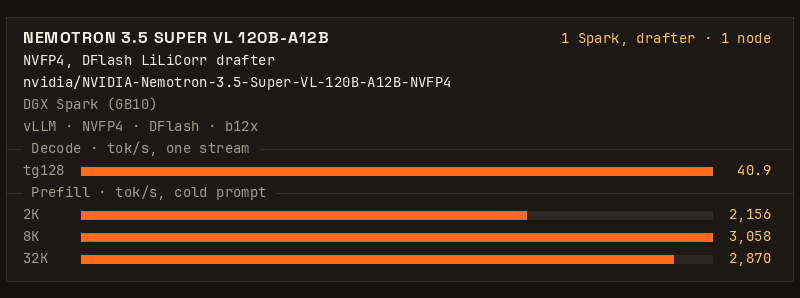 NEMOTRON 3.5 SUPER VL 120B-A12B
1 Spark, drafter · 1 node
NVFP4, DFlash LiLiCorr drafter
nvidia/NVIDIA-Nemotron-3.5-Super-VL-120B-A12B-NVFP4
DGX Spark (GB10)
vLLM · NVFP4 · DFlash · b12x
Decode · tok/s, one stream
tg128 40.9
Prefill · tok/s, cold prompt
2K 2,156
8K 3,058
32K 2,870